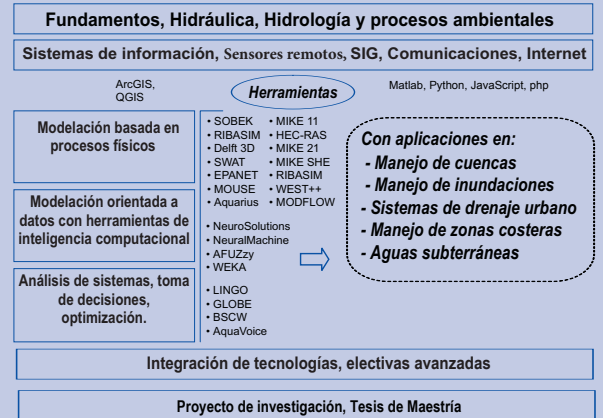 Fundamentos, Hidráulica, Hidrología y procesos ambientales
Sistemas de información, Sensores remotos, SIG, Comunicaciones, Internet
ArcGIS,
QGIS
Herramientas
Matlab, Python, JavaScript, php
Modelación basada en
procesos físicos
Modelación orientada a
datos con herramientas de
inteligencia computacional
Análisis de sistemas, toma
de decisiones,
optimización.
• SOBEK
• RIBASIM
• Delft 3D
• SWAT
• EPANET
• MOUSE
• Aquarius
• MIKE 11
• HEC-RAS
• MIKE 21
• MIKE SHE
• RIBASIM
• WEST++
• MODFLOW
• NeuroSolutions
• NeuralMachine
• AFUZzy
• WEKA
• LINGO
• GLOBE
• BSCW
• AquaVoice
Con aplicaciones en:
- Manejo de cuencas
- Manejo de inundaciones
- Sistemas de drenaje urbano
- Manejo de zonas costeras
- Aguas subterráneas
Integración de tecnologías, electivas avanzadas
Proyecto de investigación, Tesis de Maestría